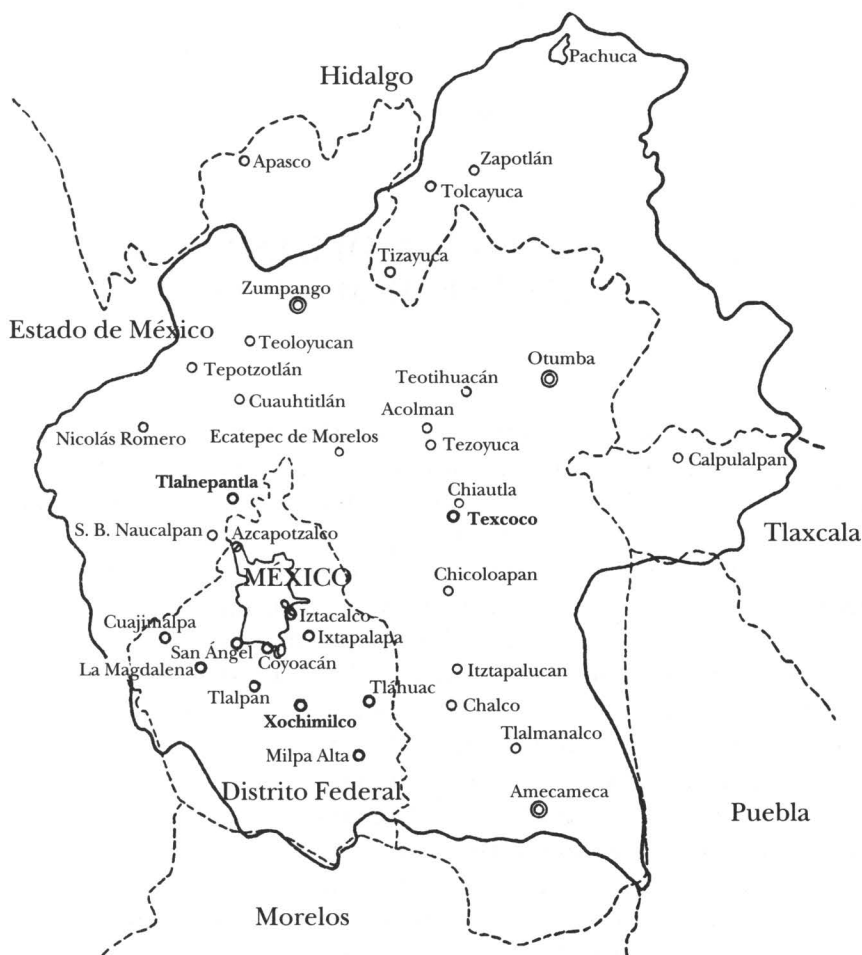 Pachuca
Hidalgo
Apasco
Zapotlán
Tolcayuca
Tizayuca
Zumpango
Estado de México
Teoloyucan
Otumba
Tepotzotlán
Teotihuacán
Cuauhtitlán
Acolman
Nicolás Romero
Ecatepec de Morelos
Tezoyuca
Calpulalpan
Tlalnepantla
Chiautla
Texcoco
S. B. Naucalpan
Azcapotzalco
Tlaxcala
MÉXICO
Chicoloapan
Iztacalco
Cuajimalpa
Ixtapalapa
San Ángel
Coyoacán
La Magdalena
Itztapalucan
Tlalpan
Tláhuac
Chalco
Xochimilco
Tlalmanalco
Milpa Alta
Distrito Federal
Amecameca
Puebla
Morelos